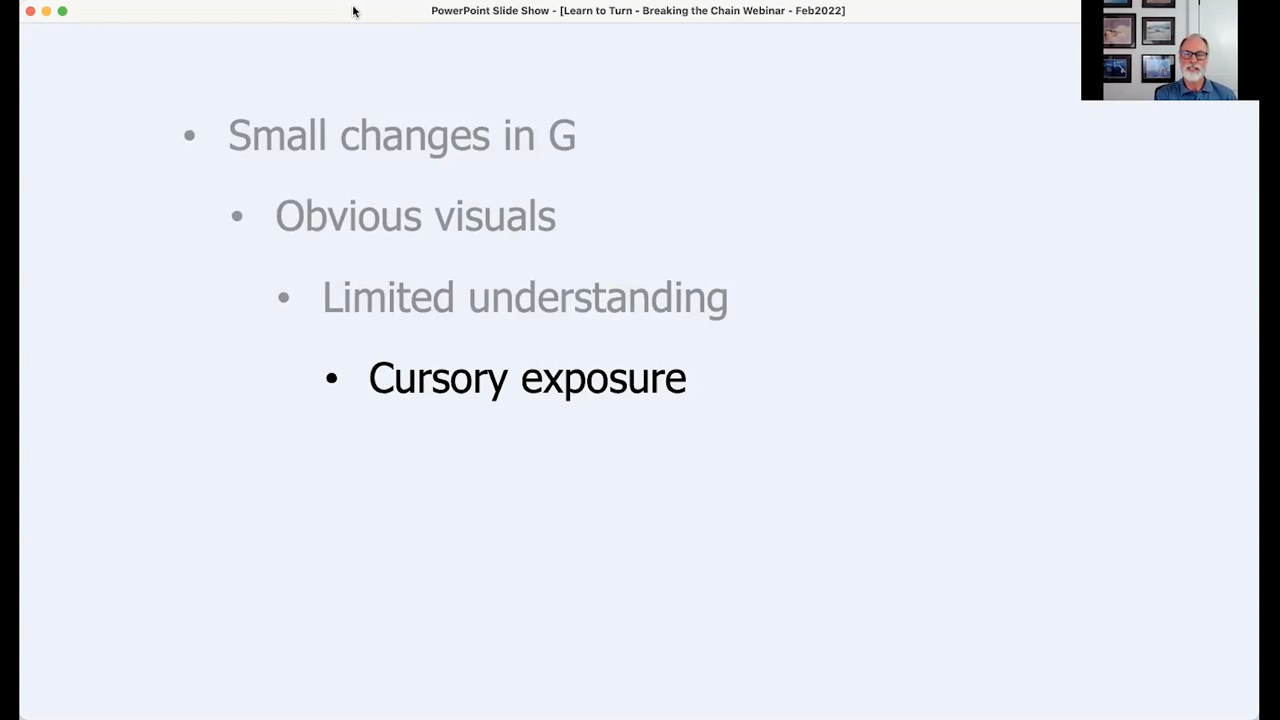 PowerPoint Slide Show - [Learn to Turn - Breaking the Chain Webinar - Feb2022]
• Small changes in G
• Obvious visuals
• Limited understanding
• Cursory exposure